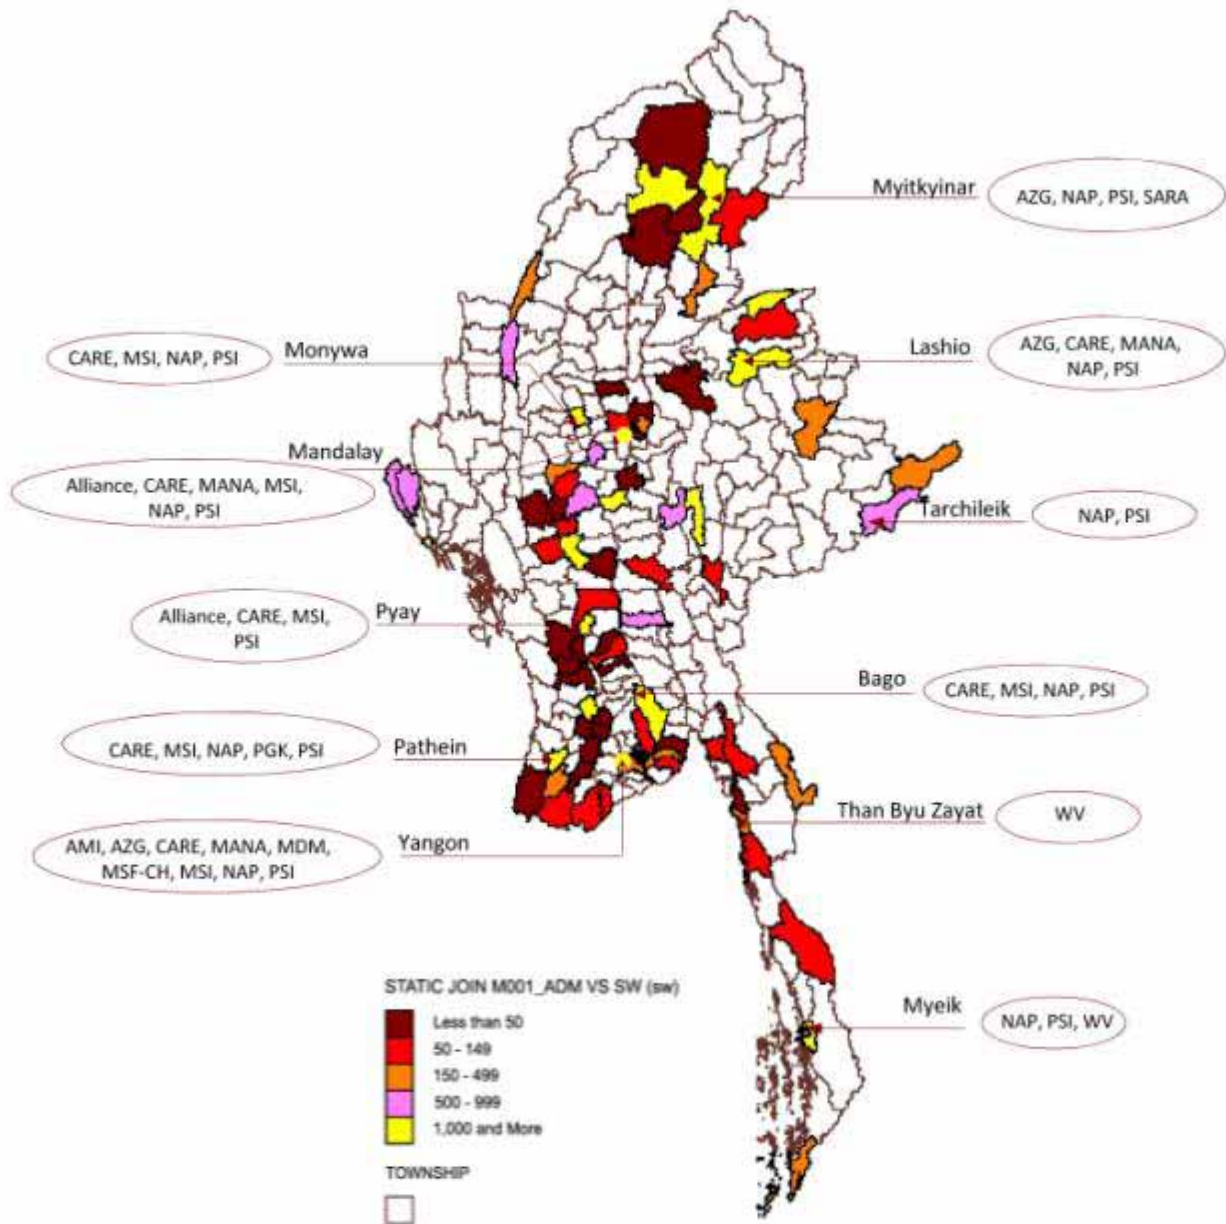 Myitkyinar
AZG, NAP, PSI, SARA
CARE, MSI, NAP, PSI
Monywa
Lashio
AZG, CARE, MANA,
NAP, PSI
Mandalay
Alliance, CARE, MANA, MSI,
NAP, PSI
Tarchileik
NAP, PSI
Alliance, CARE, MSI,
PSI
Pyay
Bago
CARE, MSI, NAP, PSI
CARE, MSI, NAP, PGK, PSI
Pathein
Than Byu Zayat
WV
AMI, AZG, CARE, MANA, MDM,
MSF-CH, MSI, NAP, PSI
Yangon
Myeik
NAP, PSI, WV
STATIC JOIN M001_ADM VS SW (sw)
Less than 50
50 - 149
150 - 499
500 - 999
1,000 and More
TOWNSHIP